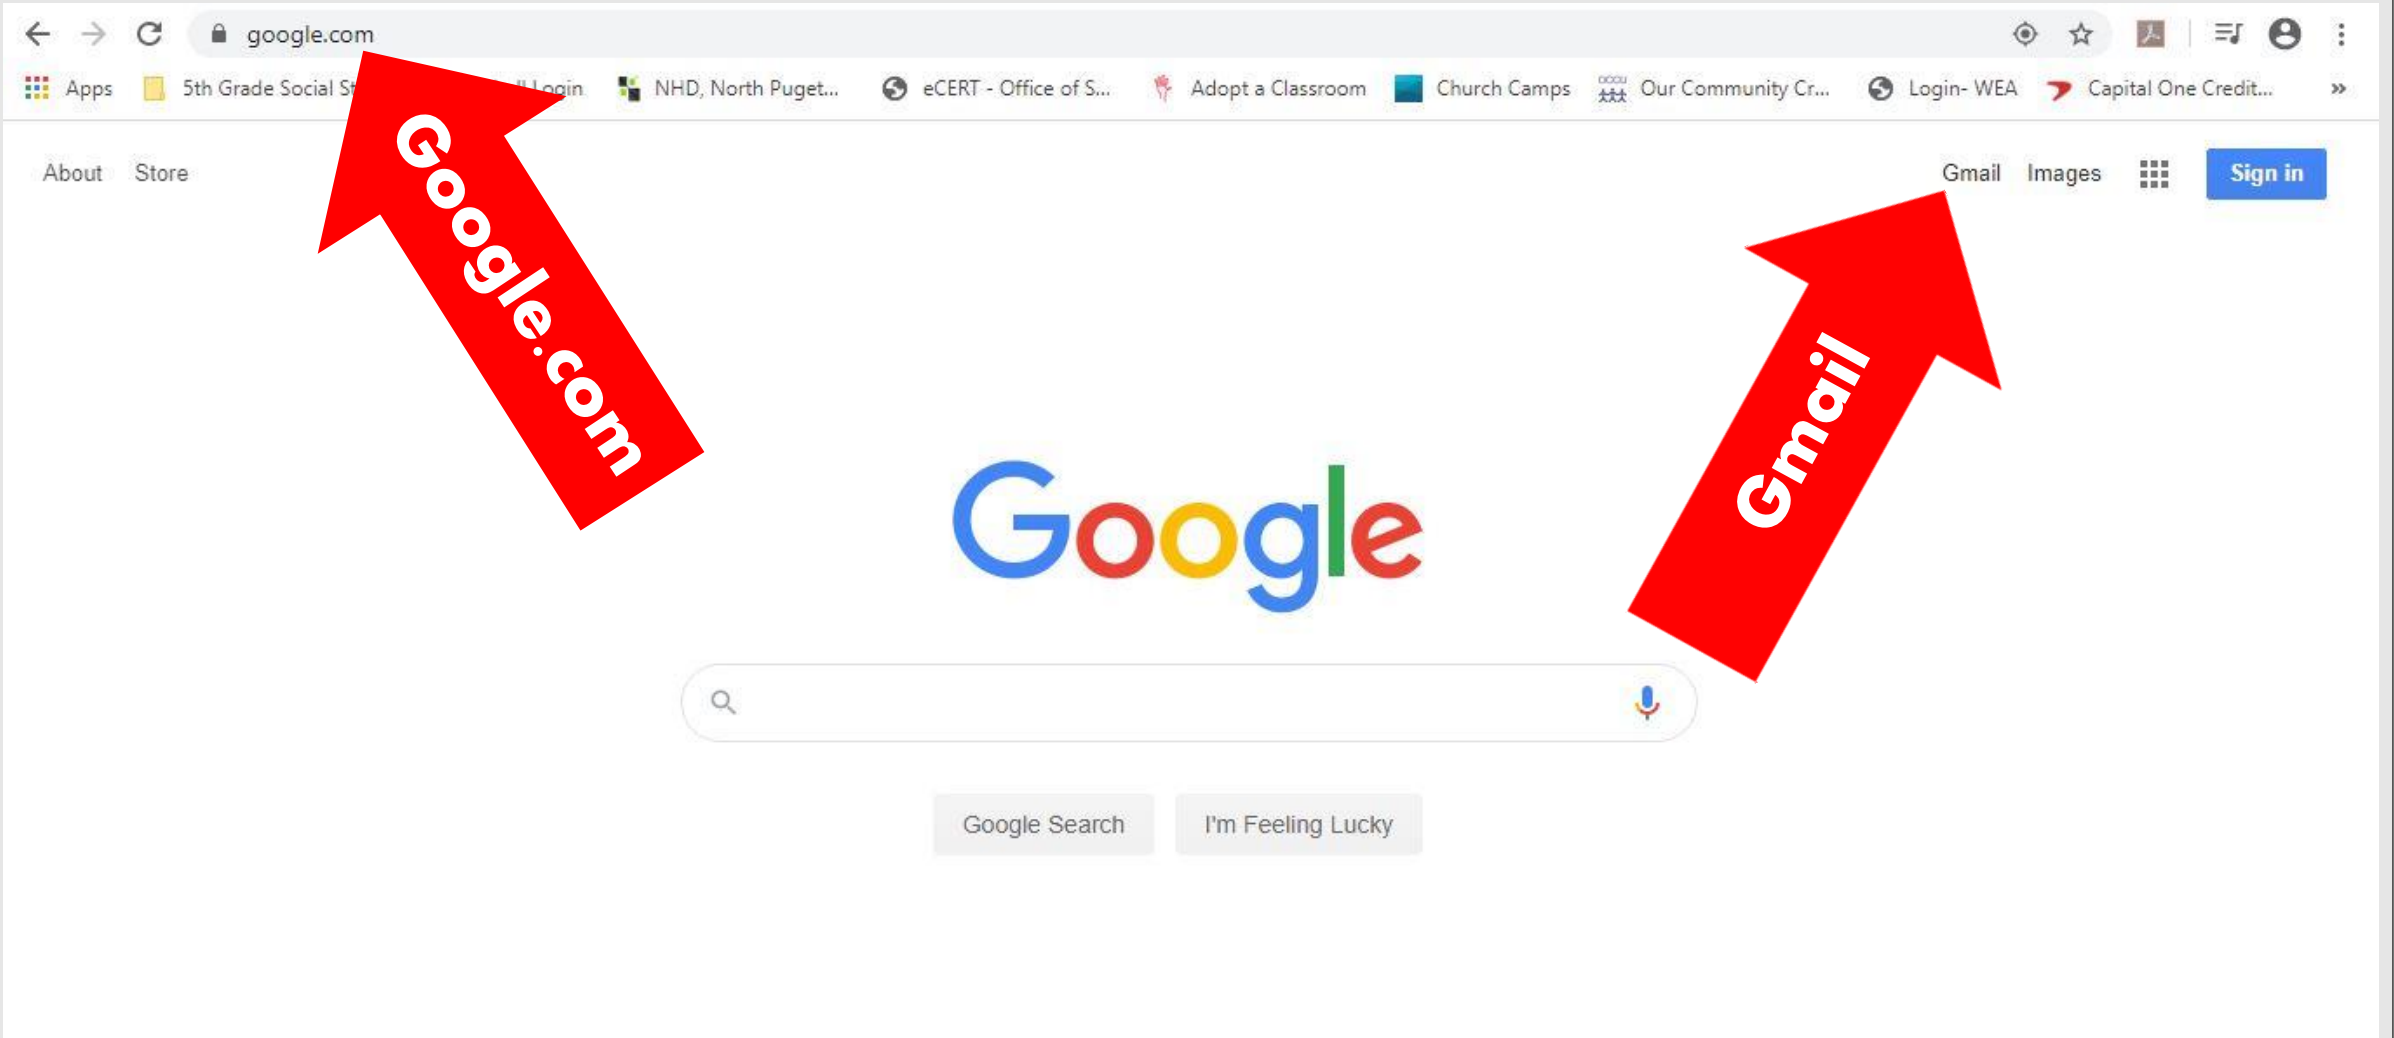 google.com
Apps 5th Grade Social Login NHD, North Puget... eCERT - Office of S... Adopt a Classroom Church Camps Our Community Cr... Login- WEA Capital One Credit... »
About Store Gmail Images Sign in
Google.com
Gmail
Google
Google Search I'm Feeling Lucky